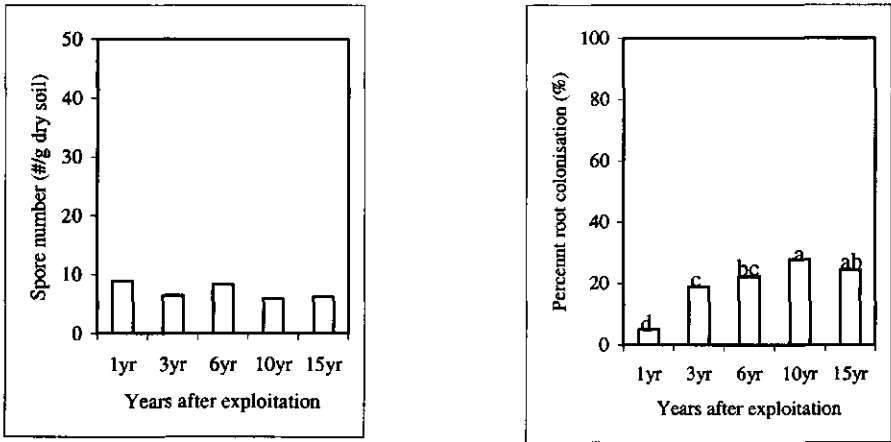 50
40
30
20
10
0
Spore number (#/g dry soil)
1yr 3yr 6yr 10yr 15yr
Years after exploitation
100
80
60
40
20
0
Percennt root colonisation (%)
d c bc a ab
1yr 3yr 6yr 10yr 15yr
Years after exploitation